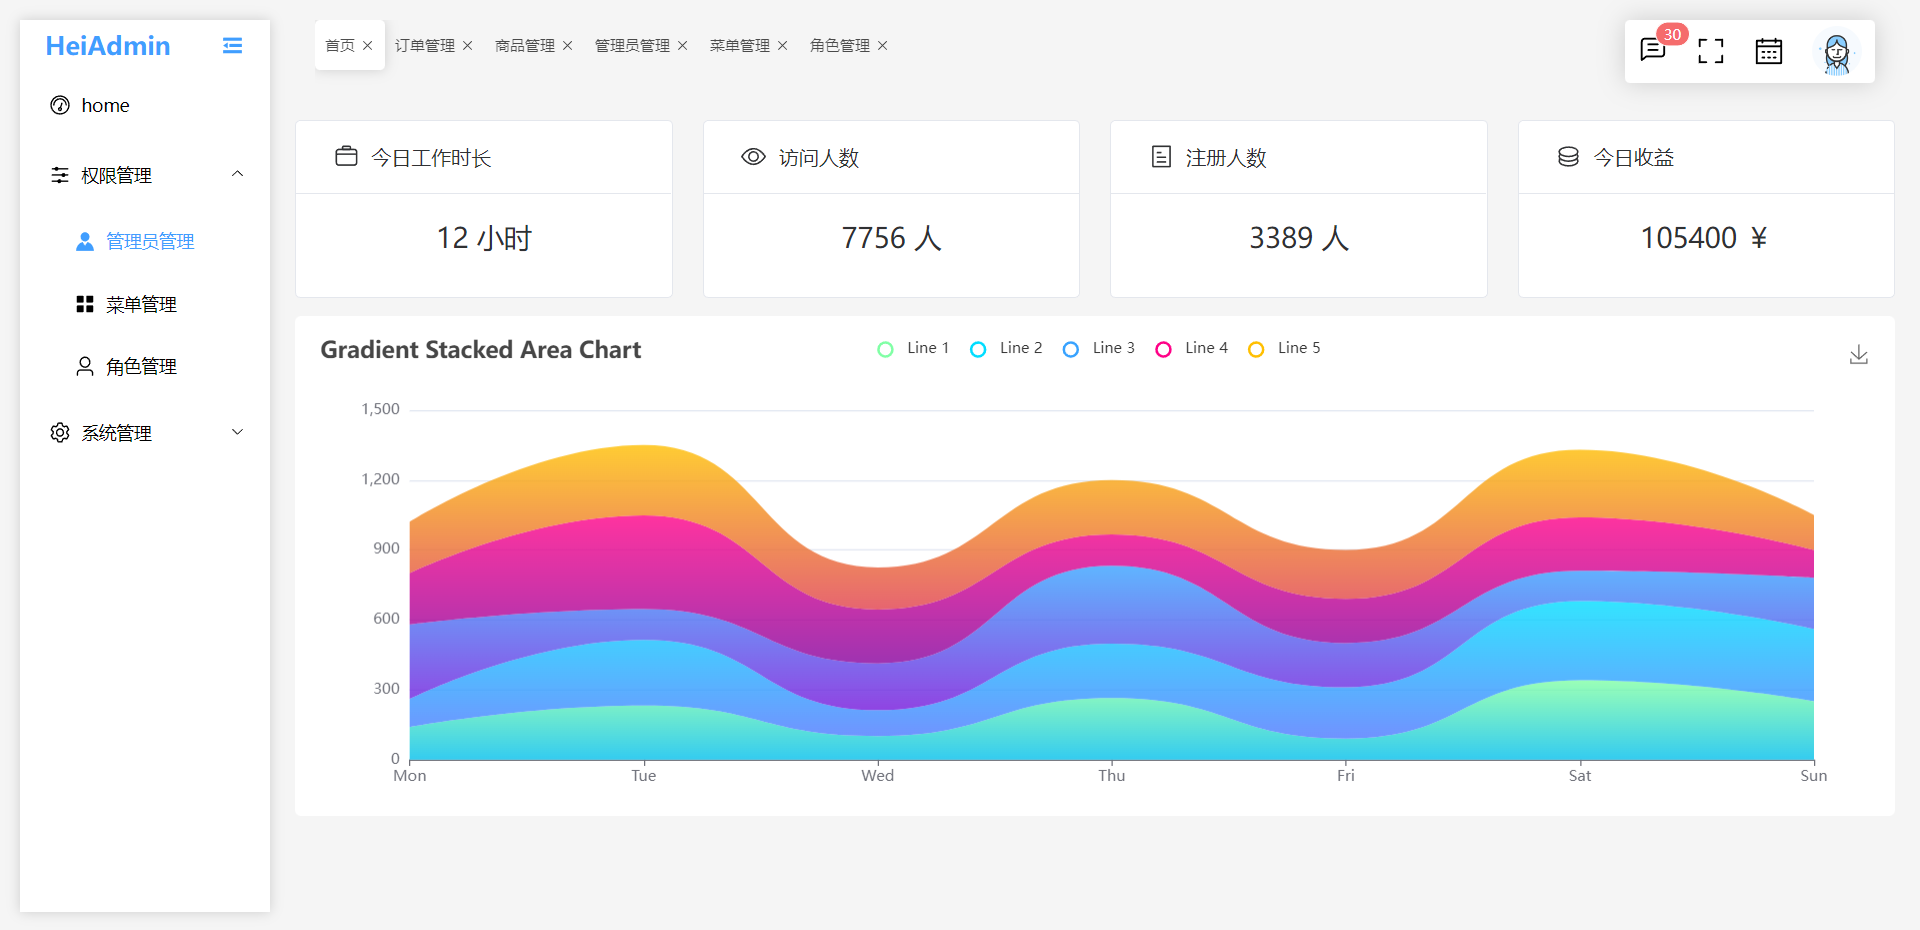 HeiAdmin
home
权限管理
管理员管理
菜单管理
角色管理
系统管理
首页 订单管理 商品管理 管理员管理 菜单管理 角色管理
30
今日工作时长
12 小时
访问人数
7756 人
注册人数
3389 人
今日收益
105400 ¥
Gradient Stacked Area Chart
Line 1 Line 2 Line 3 Line 4 Line 5
1,500
1,200
900
600
300
0
Mon Tue Wed Thu Fri Sat Sun